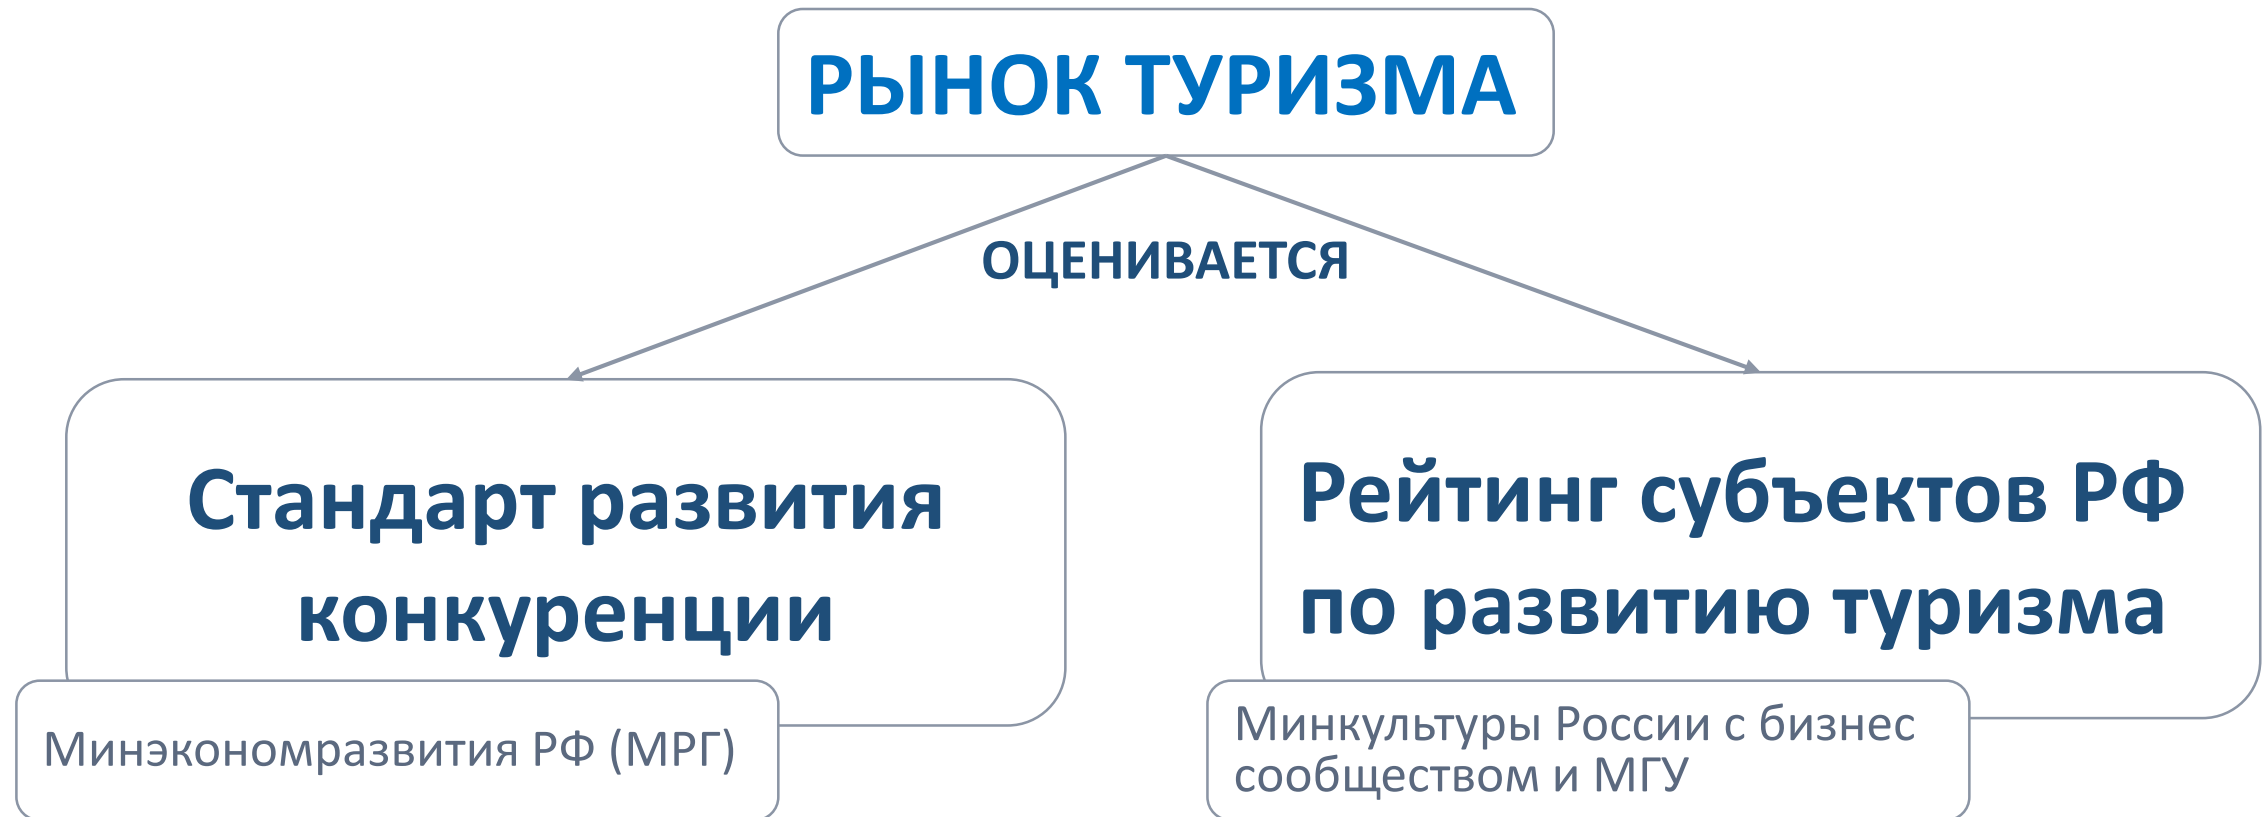 РЫНОК ТУРИЗМА
ОЦЕНИВАЕТСЯ
Стандарт развития
конкуренции
Минэкономразвития РФ (МРГ)
Рейтинг субъектов РФ
по развитию туризма
Минкультуры России с бизнес
сообществом и МГУ